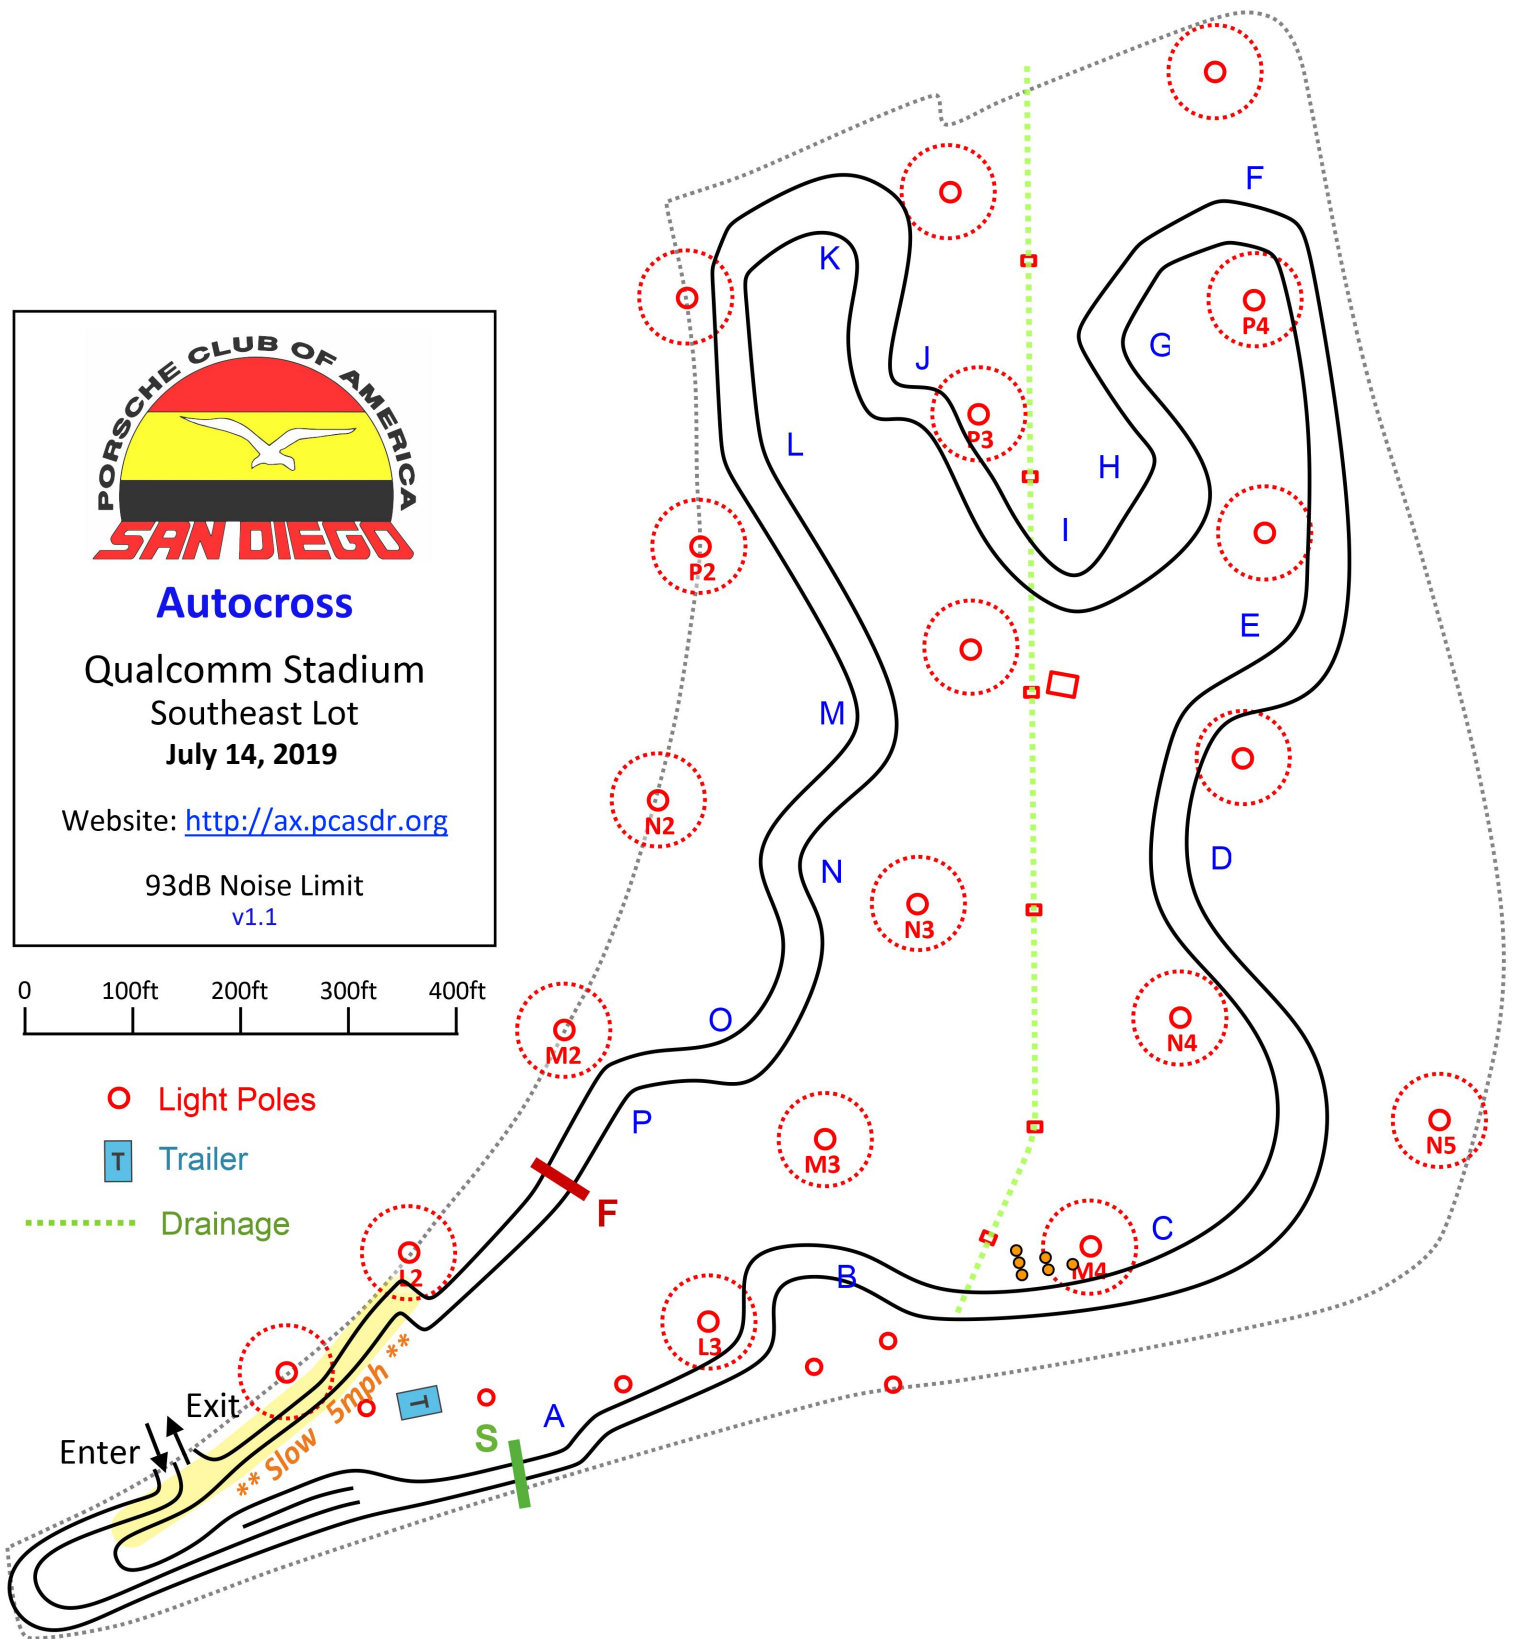 PORSCHE CLUB OF AMERICA
SAN DIEGO
Autocross
Qualcomm Stadium
Southeast Lot
July 14, 2019
Website: http://ax.pcasdr.org
93dB Noise Limit
v1.1
0 100ft 200ft 300ft 400ft
Light Poles
T Trailer
Drainage
F
K
P4
G
J
P3
L
H
I
P2
E
M
N2
D
N
N3
O
N4
M2
P
N5
M3
F
C
L2
M4
B
L3
** Slow 5mph **
T
Exit
A
Enter
S